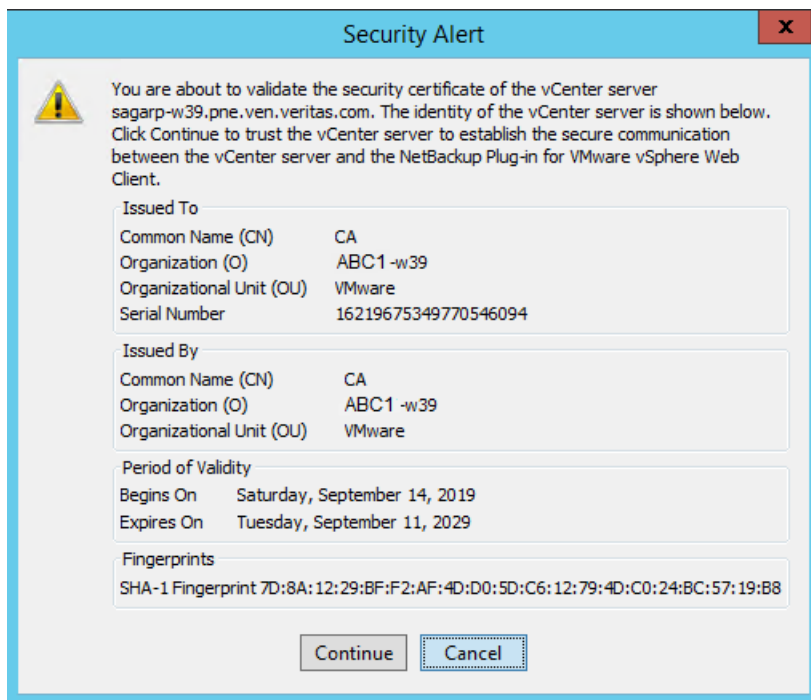 Security Alert
x
You are about to validate the security certificate of the vCenter server
sagarp-w39.pne.ven.veritas.com. The identity of the vCenter server is shown below.
Click Continue to trust the vCenter server to establish the secure communication
between the vCenter server and the NetBackup Plug-in for VMware vSphere Web
Client.
Issued To
Common Name (CN) CA
Organization (O) ABC1 -w39
Organizational Unit (OU) VMware
Serial Number 16219675349770546094
Issued By
Common Name (CN) CA
Organization (O) ABC1 -w39
Organizational Unit (OU) VMware
Period of Validity
Begins On Saturday, September 14, 2019
Expires On Tuesday, September 11, 2029
Fingerprints
SHA-1 Fingerprint 7D:8A:12:29:BF:F2:AF:4D:D0:5D:C6:12:79:4D:C0:24:BC:57:19:B8
Continue Cancel